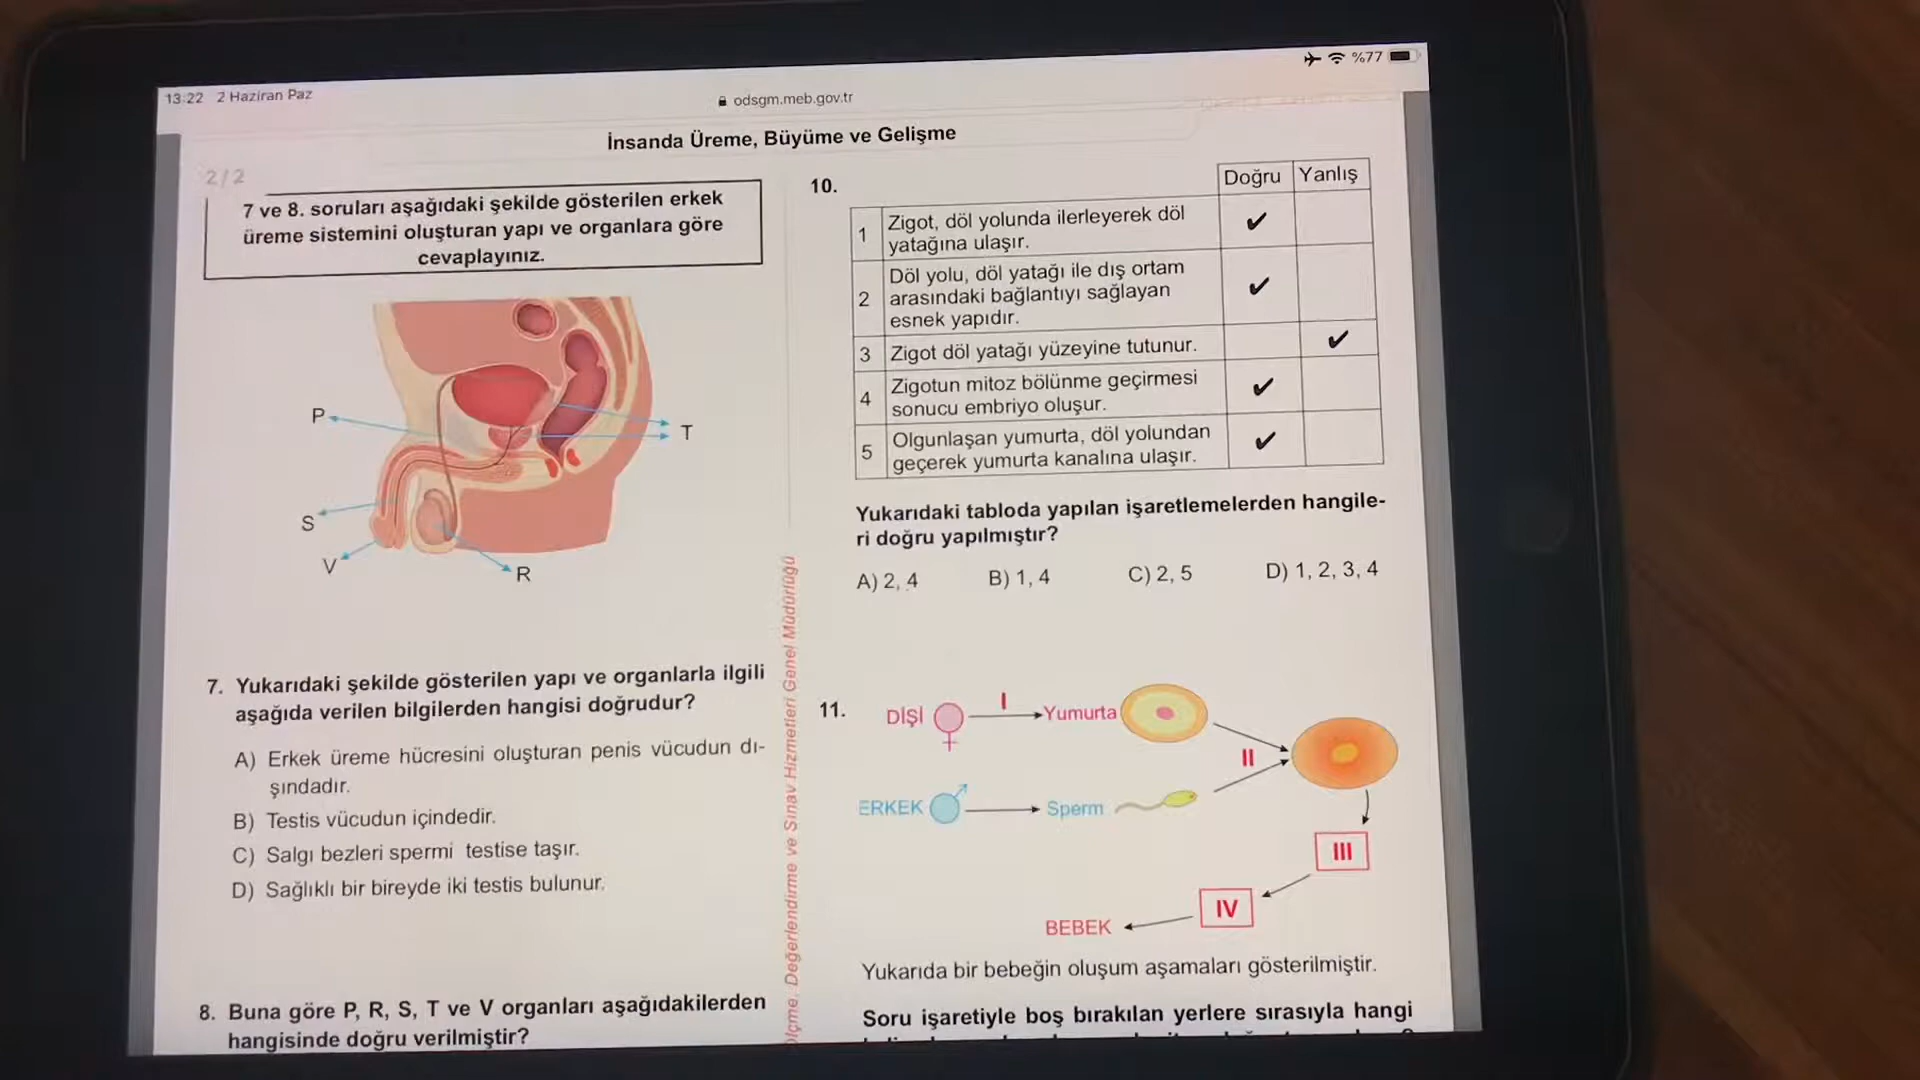 13:22 2 Haziran Paz
%77
odsgm.meb.gov.tr
İnsanda Üreme, Büyüme ve Gelişme
2/2
7 ve 8. soruları aşağıdaki şekilde gösterilen erkek
üreme sistemini oluşturan yapı ve organlara göre
cevaplayınız.
P
T
S
V
R
7. Yukarıdaki şekilde gösterilen yapı ve organlarla ilgili
aşağıda verilen bilgilerden hangisi doğrudur?
A) Erkek üreme hücresini oluşturan penis vücudun dı-
şındadır.
B) Testis vücudun içindedir.
C) Salgı bezleri spermi testise taşır.
D) Sağlıklı bir bireyde iki testis bulunur.
8. Buna göre P, R, S, T ve V organları aşağıdakilerden
hangisinde doğru verilmiştir?
Ölçme, Değerlendirme ve Sınav Hizmetleri Genel Müdürlüğü
10.
Doğru Yanlış
1 Zigot, döl yolunda ilerleyerek döl
yatağına ulaşır. ✔
2 Döl yolu, döl yatağı ile dış ortam
arasındaki bağlantıyı sağlayan
esnek yapıdır. ✔
3 Zigot döl yatağı yüzeyine tutunur. ✔
4 Zigotun mitoz bölünme geçirmesi
sonucu embriyo oluşur. ✔
5 Olgunlaşan yumurta, döl yolundan
geçerek yumurta kanalına ulaşır. ✔
Yukarıdaki tabloda yapılan işaretlemelerden hangile-
ri doğru yapılmıştır?
A) 2, 4 B) 1, 4 C) 2, 5 D) 1, 2, 3, 4
11.
DİŞİ I Yumurta
II
ERKEK Sperm
III
IV
BEBEK
Yukarıda bir bebeğin oluşum aşamaları gösterilmiştir.
Soru işaretiyle boş bırakılan yerlere sırasıyla hangi